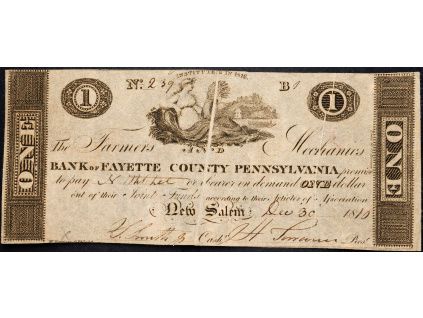 INSTITUTED IN 1816.
1 No. 239 B 1
ONE
The Farmers AND Mechanics
BANK OF FAYETTE COUNTY PENNSYLVANIA promise
to pay or bearer on demand ONE dollar
out of their Joint Funds according to their Articles of Association
New Salem Dec 30 181
Cash. Prest
ONE